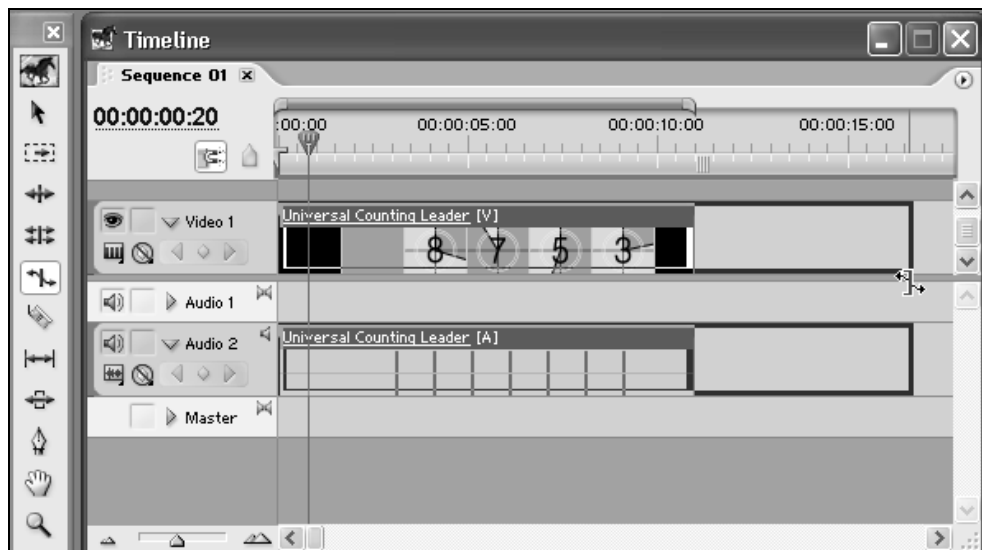 Timeline
Sequence 01
00:00:00:20
:00:00 00:00:05:00 00:00:10:00 00:00:15:00
Video 1
Universal Counting Leader [V]
8 7 5 3
Audio 1
Audio 2
Universal Counting Leader [A]
Master